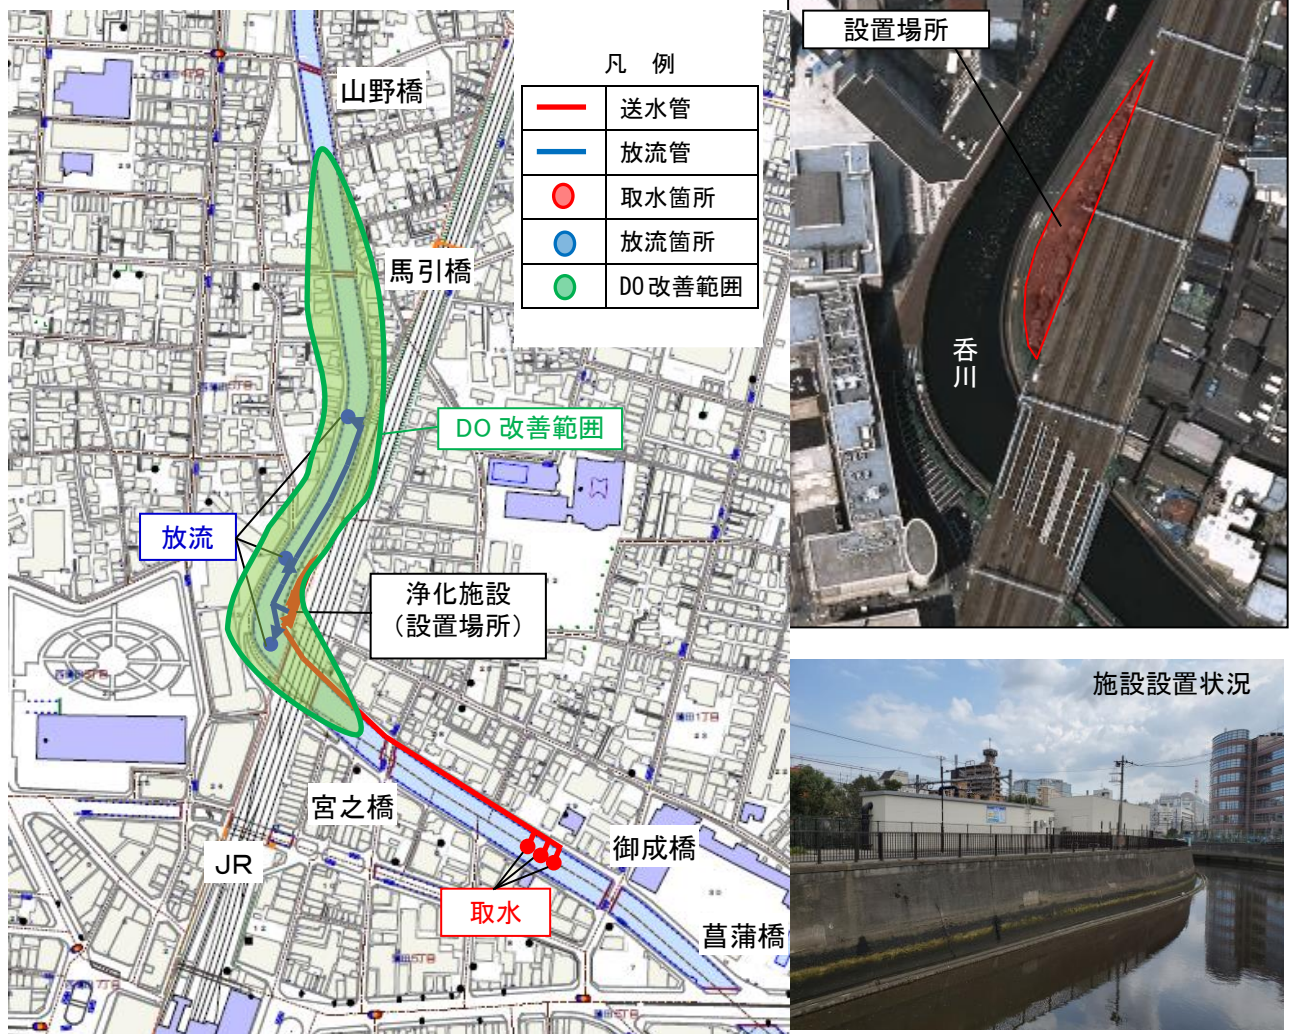 山野橋
馬引橋
凡 例
送水管
放流管
取水箇所
放流箇所
DO改善範囲
DO 改善範囲
放流
浄化施設
(設置場所)
宮之橋
JR
御成橋
取水
菖蒲橋
設置場所
呑川
施設設置状況